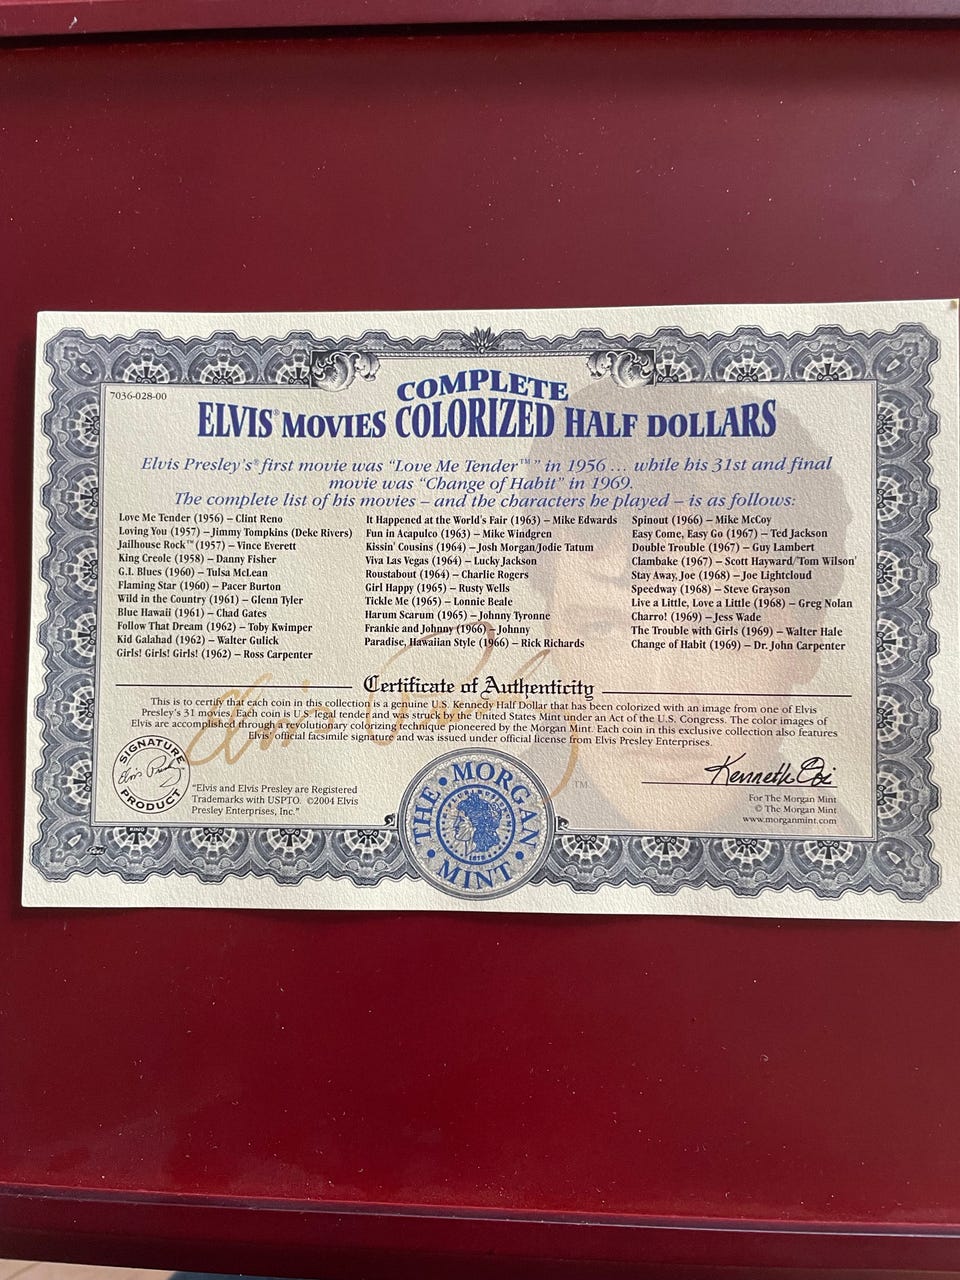 7036-028-00
COMPLETE
ELVIS® MOVIES COLORIZED HALF DOLLARS
Elvis Presley's® first movie was "Love Me Tender™" in 1956 ... while his 31st and final
movie was "Change of Habit" in 1969.
The complete list of his movies – and the characters he played – is as follows:
Love Me Tender (1956) – Clint Reno
Loving You (1957) – Jimmy Tompkins (Deke Rivers)
Jailhouse Rock™ (1957) – Vince Everett
King Creole (1958) – Danny Fisher
G.I. Blues (1960) – Tulsa McLean
Flaming Star (1960) – Pacer Burton
Wild in the Country (1961) – Glenn Tyler
Blue Hawaii (1961) – Chad Gates
Follow That Dream (1962) – Toby Kwimper
Kid Galahad (1962) – Walter Gulick
Girls! Girls! Girls! (1962) – Ross Carpenter
It Happened at the World's Fair (1963) – Mike Edwards
Fun in Acapulco (1963) – Mike Windgren
Kissin' Cousins (1964) – Josh Morgan/Jodie Tatum
Viva Las Vegas (1964) – Lucky Jackson
Roustabout (1964) – Charlie Rogers
Girl Happy (1965) – Rusty Wells
Tickle Me (1965) – Lonnie Beale
Harum Scarum (1965) – Johnny Tyronne
Frankie and Johnny (1966) – Johnny
Paradise, Hawaiian Style (1966) – Rick Richards
Spinout (1966) – Mike McCoy
Easy Come, Easy Go (1967) – Ted Jackson
Double Trouble (1967) – Guy Lambert
Clambake (1967) – Scott Hayward/'Tom Wilson'
Stay Away, Joe (1968) – Joe Lightcloud
Speedway (1968) – Steve Grayson
Live a Little, Love a Little (1968) – Greg Nolan
Charro! (1969) – Jess Wade
The Trouble with Girls (1969) – Walter Hale
Change of Habit (1969) – Dr. John Carpenter
Certificate of Authenticity
This is to certify that each coin in this collection is a genuine U.S. Kennedy Half Dollar that has been colorized with an image from one of Elvis
Presley's 31 movies. Each coin is U.S. legal tender and was struck by the United States Mint under an Act of the U.S. Congress. The color images of
Elvis are accomplished through a revolutionary colorizing technique pioneered by the Morgan Mint. Each coin in this exclusive collection also features
Elvis' official facsimile signature and was issued under official license from Elvis Presley Enterprises.
Elvis Presley
TM
SIGNATURE
Elvis Presley
PRODUCT
"Elvis and Elvis Presley are Registered
Trademarks with USPTO. ©2004 Elvis
Presley Enterprises, Inc."
THE MORGAN
MINT
1878
Kenneth
For The Morgan Mint
© The Morgan Mint
www.morganmint.com